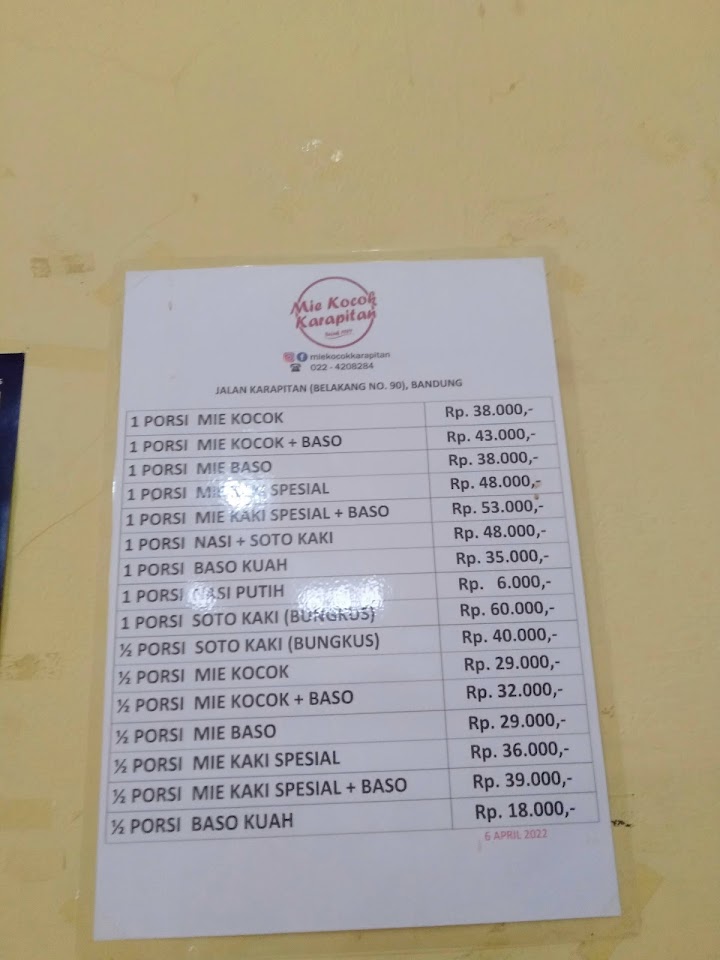 Mie Kocok
Karapitan
miekocokkarapitan
022 - 4208284
JALAN KARAPITAN (BELAKANG NO. 90), BANDUNG
1 PORSI MIE KOCOK Rp. 38.000,-
1 PORSI MIE KOCOK + BASO Rp. 43.000,-
1 PORSI MIE BASO Rp. 38.000,-
1 PORSI MIE KAKI SPESIAL Rp. 48.000,-
1 PORSI MIE KAKI SPESIAL + BASO Rp. 53.000,-
1 PORSI NASI + SOTO KAKI Rp. 48.000,-
1 PORSI BASO KUAH Rp. 35.000,-
1 PORSI NASI PUTIH Rp. 6.000,-
1 PORSI SOTO KAKI (BUNGKUS) Rp. 60.000,-
½ PORSI SOTO KAKI (BUNGKUS) Rp. 40.000,-
½ PORSI MIE KOCOK Rp. 29.000,-
½ PORSI MIE KOCOK + BASO Rp. 32.000,-
½ PORSI MIE BASO Rp. 29.000,-
½ PORSI MIE KAKI SPESIAL Rp. 36.000,-
½ PORSI MIE KAKI SPESIAL + BASO Rp. 39.000,-
½ PORSI BASO KUAH Rp. 18.000,-
6 APRIL 2022